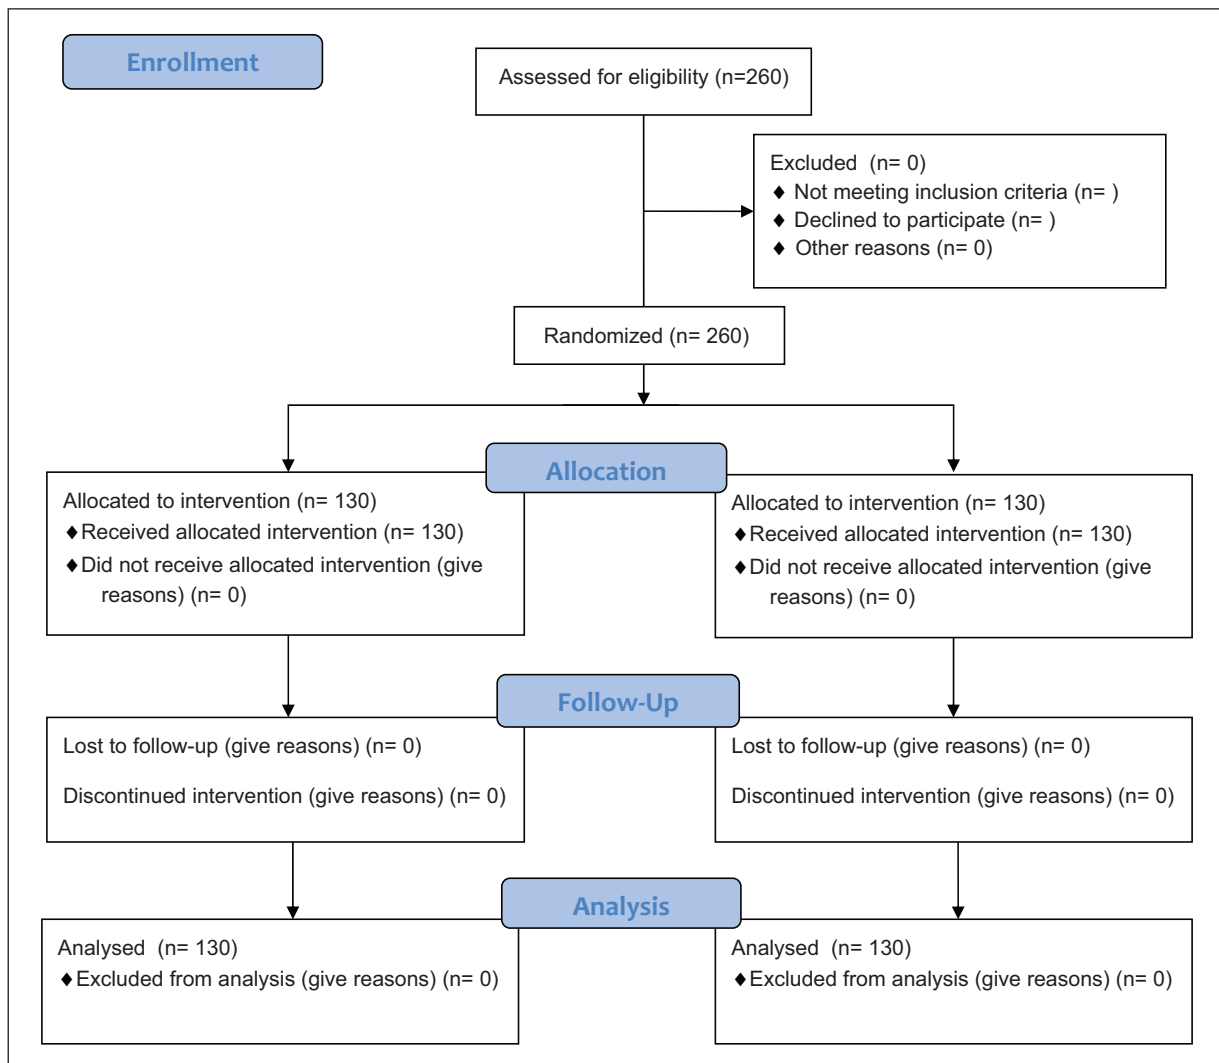 Enrollment
Assessed for eligibility (n=260)
Excluded (n= 0)
♦ Not meeting inclusion criteria (n= )
♦ Declined to participate (n= )
♦ Other reasons (n= 0)
Randomized (n= 260)
Allocation
Allocated to intervention (n= 130)
♦Received allocated intervention (n= 130)
♦Did not receive allocated intervention (give
reasons) (n= 0)
Allocated to intervention (n= 130)
♦Received allocated intervention (n= 130)
♦Did not receive allocated intervention (give
reasons) (n= 0)
Follow-Up
Lost to follow-up (give reasons) (n= 0)
Discontinued intervention (give reasons) (n= 0)
Lost to follow-up (give reasons) (n= 0)
Discontinued intervention (give reasons) (n= 0)
Analysis
Analysed (n= 130)
♦Excluded from analysis (give reasons) (n= 0)
Analysed (n= 130)
♦Excluded from analysis (give reasons) (n= 0)